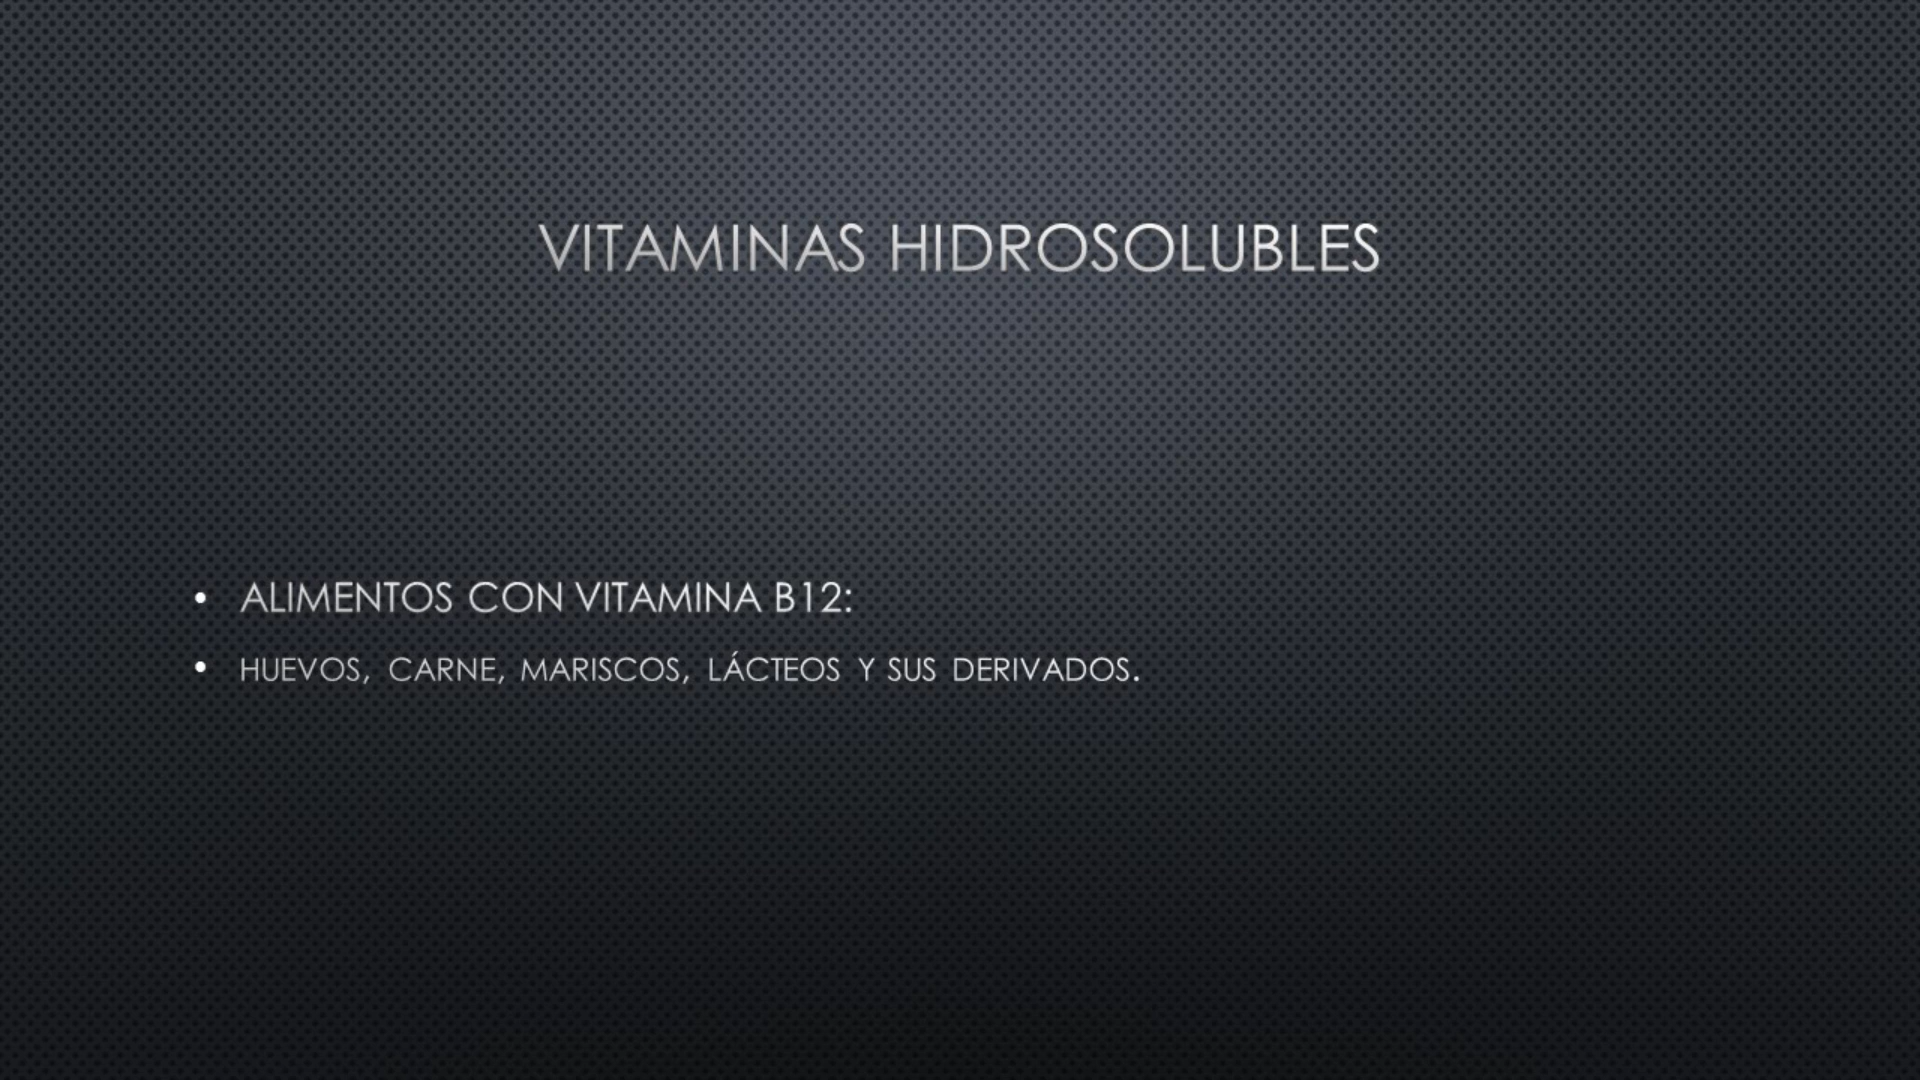 VITAMINAS HIDROSOLUBLES
• ALIMENTOS CON VITAMINA B12:
• HUEVOS, CARNE, MARISCOS, LÁCTEOS Y SUS DERIVADOS.